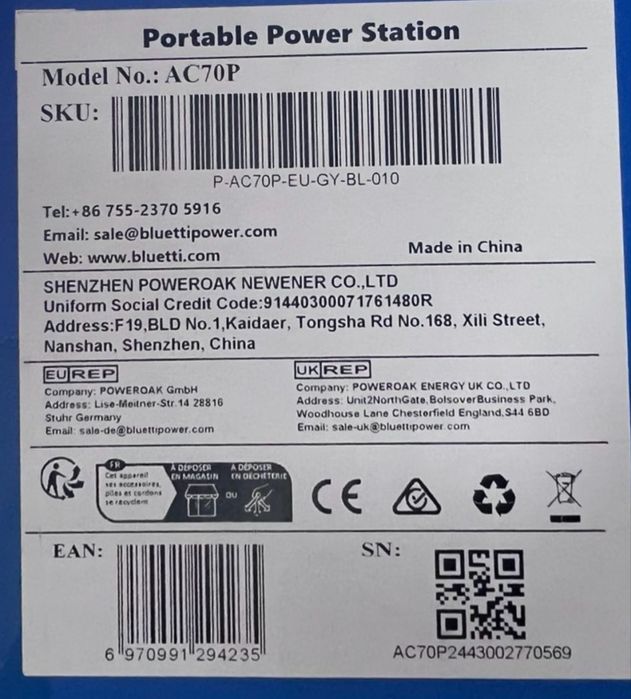 Portable Power Station
Model No.: AC70P
SKU:
P-AC70P-EU-GY-BL-010
Tel:+86 755-2370 5916
Email: sale@bluettipower.com
Web: www.bluetti.com
Made in China
SHENZHEN POWEROAK NEWENER CO.,LTD
Uniform Social Credit Code:91440300071761480R
Address:F19,BLD No.1,Kaidaer, Tongsha Rd No.168, Xili Street,
Nanshan, Shenzhen, China
EU REP
Company: POWEROAK GmbH
Address: Lise-Meitner-Str. 14 28816
Stuhr Germany
Email: sale-de@bluettipower.com
UK REP
Company: POWEROAK ENERGY UK CO.,LTD
Address: Unit2NorthGate,BolsoverBusiness Park,
Woodhouse Lane Chesterfield England,S44 6BD
Email: sale-uk@bluettipower.com
FR
Cet appareil
ses accessoires,
piles et cordons
se recyclent
À DÉPOSER
EN MAGASIN
OU
À DÉPOSER
EN DÉCHÈTERIE
CE
EAN:
6 970991 294235
SN:
AC70P2443002770569